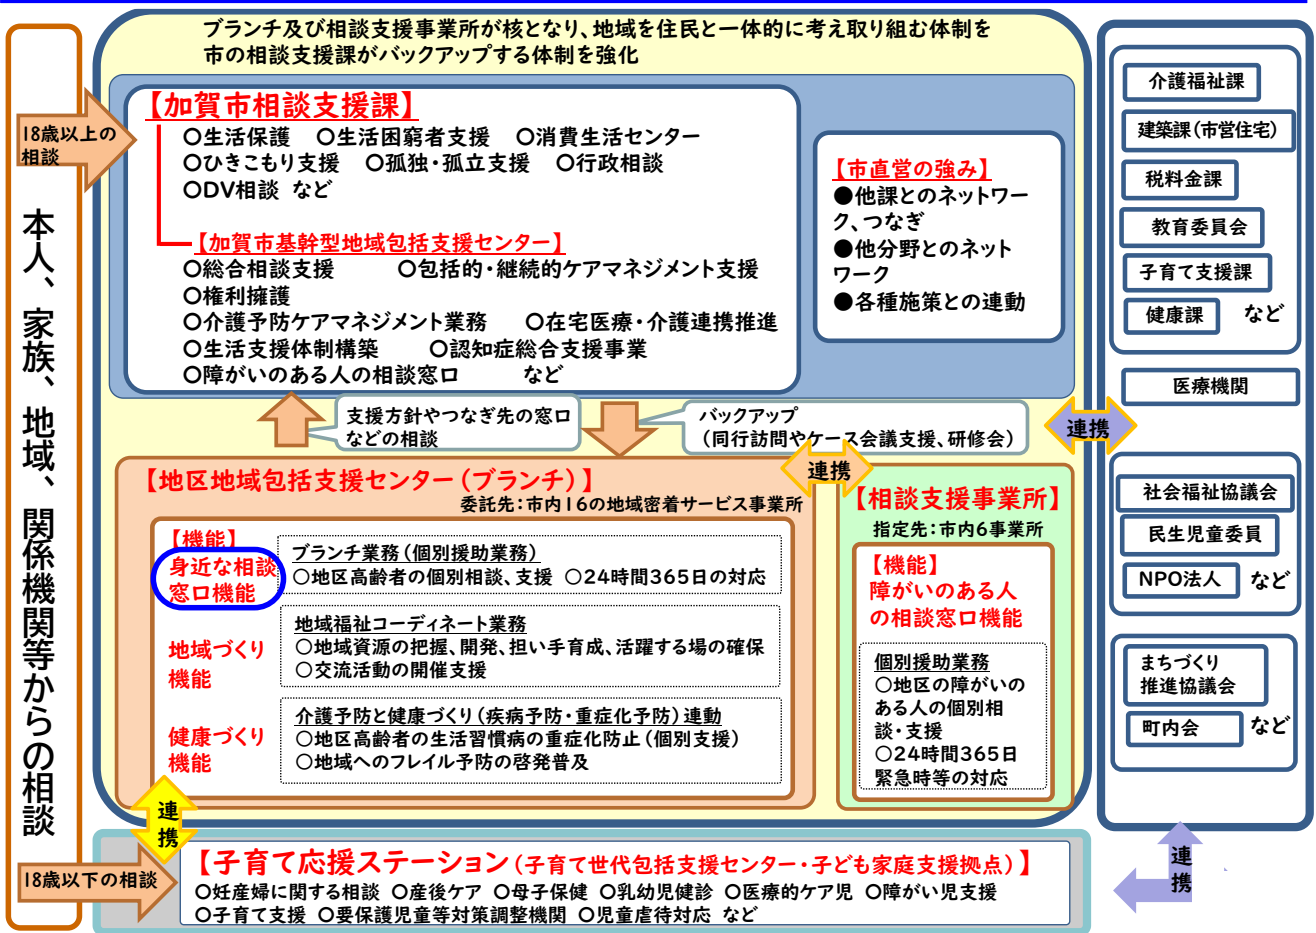 ブランチ及び相談支援事業所が核となり、地域を住民と一体的に考え取り組む体制を
市の相談支援課がバックアップする体制を強化
18歳以上の
相談
本人、家族、地域、関係機関等からの相談
18歳以下の相談
【加賀市相談支援課】
○生活保護 ○生活困窮者支援 ○消費生活センター
○ひきこもり支援 ○孤独・孤立支援 ○行政相談
○DV相談 など
【加賀市基幹型地域包括支援センター】
○総合相談支援 ○包括的・継続的ケアマネジメント支援
○権利擁護
○介護予防ケアマネジメント業務 ○在宅医療・介護連携推進
○生活支援体制構築 ○認知症総合支援事業
○障がいのある人の相談窓口 など
【市直営の強み】
●他課とのネットワー
ク、つなぎ
●他分野とのネット
ワーク
●各種施策との連動
支援方針やつなぎ先の窓口
などの相談
バックアップ
(同行訪問やケース会議支援、研修会)
連携
連携
【地区地域包括支援センター(ブランチ)】
委託先:市内16の地域密着サービス事業所
【機能】
身近な相談
窓口機能
ブランチ業務(個別援助業務)
○地区高齢者の個別相談、支援 ○24時間365日の対応
地域づくり
機能
地域福祉コーディネート業務
○地域資源の把握、開発、担い手育成、活躍する場の確保
○交流活動の開催支援
健康づくり
機能
介護予防と健康づくり(疾病予防・重症化予防)連動
○地区高齢者の生活習慣病の重症化防止(個別支援)
○地域へのフレイル予防の啓発普及
【相談支援事業所】
指定先:市内6事業所
【機能】
障がいのある人
の相談窓口機能
個別援助業務
○地区の障がいの
ある人の個別相
談・支援
○24時間365日
緊急時等の対応
連
携
【子育て応援ステーション(子育て世代包括支援センター・子ども家庭支援拠点)】
○妊産婦に関する相談 ○産後ケア ○母子保健 ○乳幼児健診 ○医療的ケア児 ○障がい児支援
○子育て支援 ○要保護児童等対策調整機関 ○児童虐待対応 など
介護福祉課
建築課(市営住宅)
税料金課
教育委員会
子育て支援課
健康課 など
医療機関
社会福祉協議会
民生児童委員
NPO法人 など
まちづくり
推進協議会
町内会 など
連
携